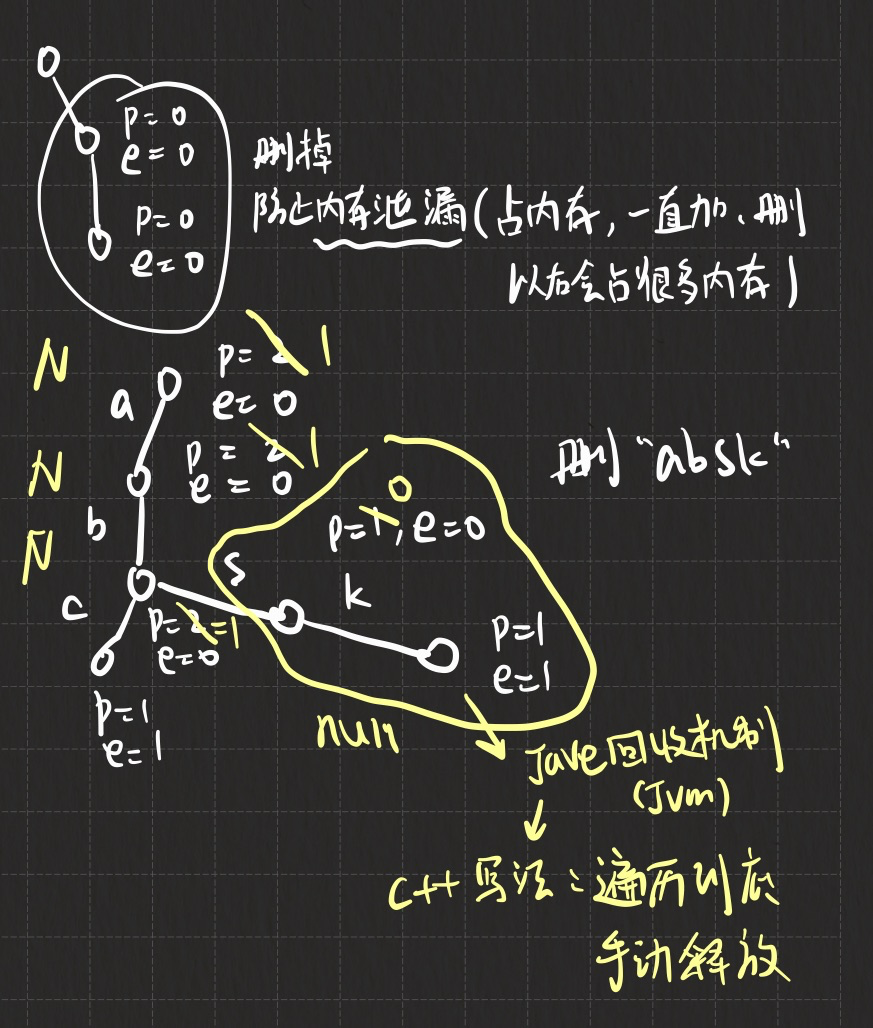 p=0
e=0
删掉
p=0
e=0
防止内存泄漏(占内存,一直加、删
以后会占很多内存)
N
p=2 1
a
e=0
N
p=2 1
e=0
删"absk"
b
N
p=1, e=0
s
k
c
p=2=1
e=0
p=1
e=1
p=1
e=1
null
Jave回收机制
(Jvm)
C++写法:遍历到底
手动释放